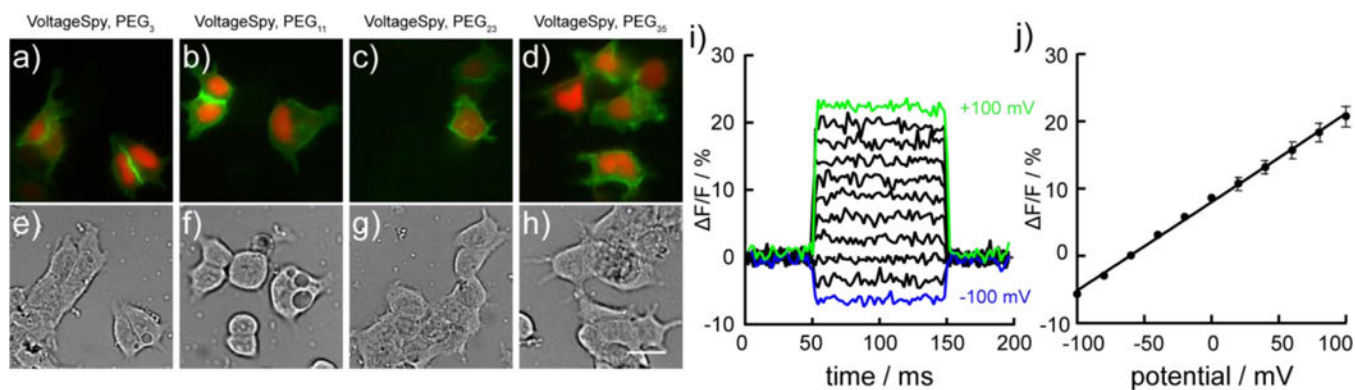 VoltageSpy, PEG₃
VoltageSpy, PEG₁₁
VoltageSpy, PEG₂₃
VoltageSpy, PEG₃₅
a)
b)
c)
d)
e)
f)
g)
h)
i)
ΔF/F / %
30
20
10
0
-10
+100 mV
-100 mV
0
50
100
150
200
time / ms
j)
ΔF/F / %
30
20
10
0
-10
-100
-50
0
50
100
potential / mV